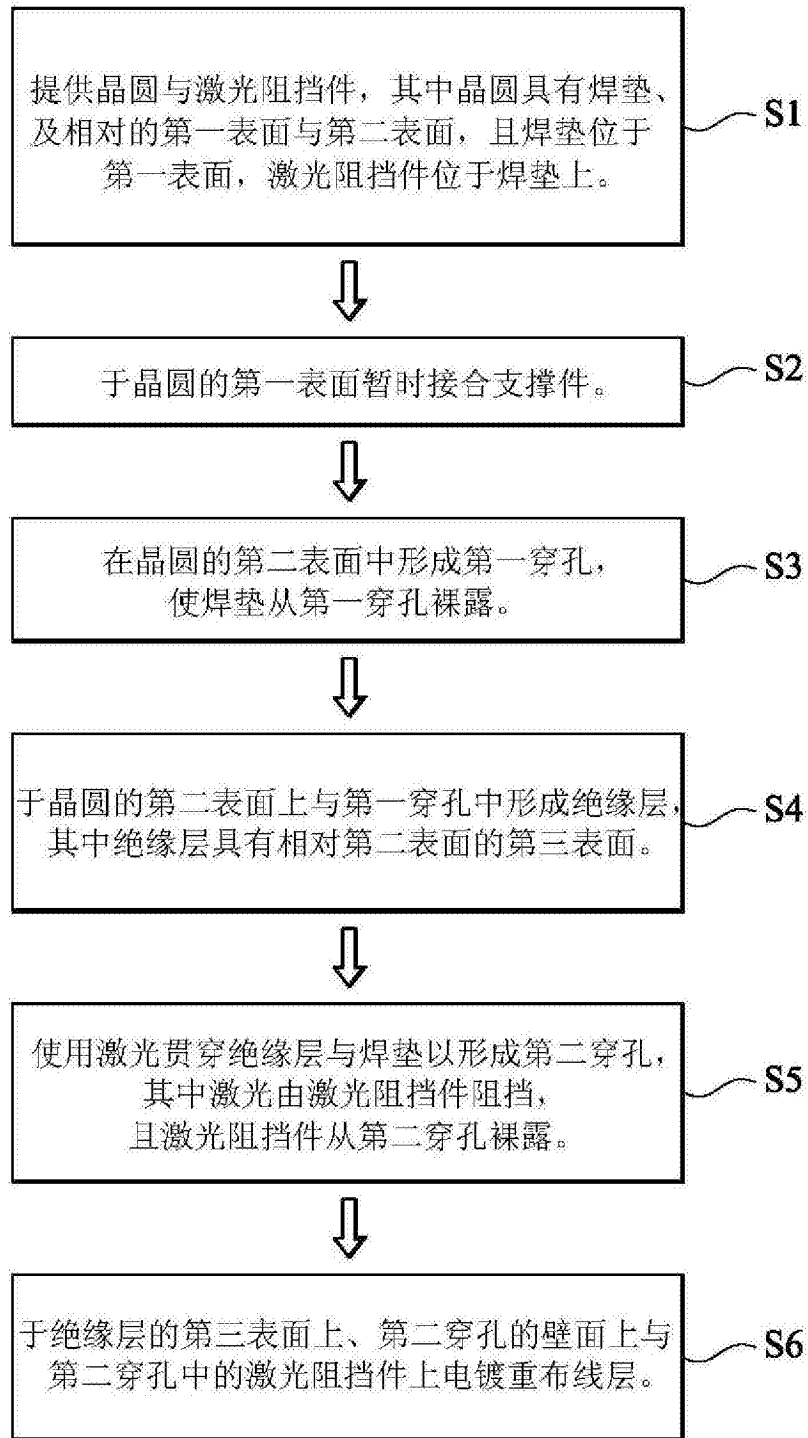 提供晶圆与激光阻挡件，其中晶圆具有焊垫、
及相对的第一表面与第二表面，且焊垫位于
第一表面，激光阻挡件位于焊垫上。
S1
于晶圆的第一表面暂时接合支撑件。
S2
在晶圆的第二表面中形成第一穿孔，
使焊垫从第一穿孔裸露。
S3
于晶圆的第二表面上与第一穿孔中形成绝缘层，
其中绝缘层具有相对第二表面的第三表面。
S4
使用激光贯穿绝缘层与焊垫以形成第二穿孔，
其中激光由激光阻挡件阻挡，
且激光阻挡件从第二穿孔裸露。
S5
于绝缘层的第三表面上、第二穿孔的壁面上与
第二穿孔中的激光阻挡件上电镀重布线层。
S6